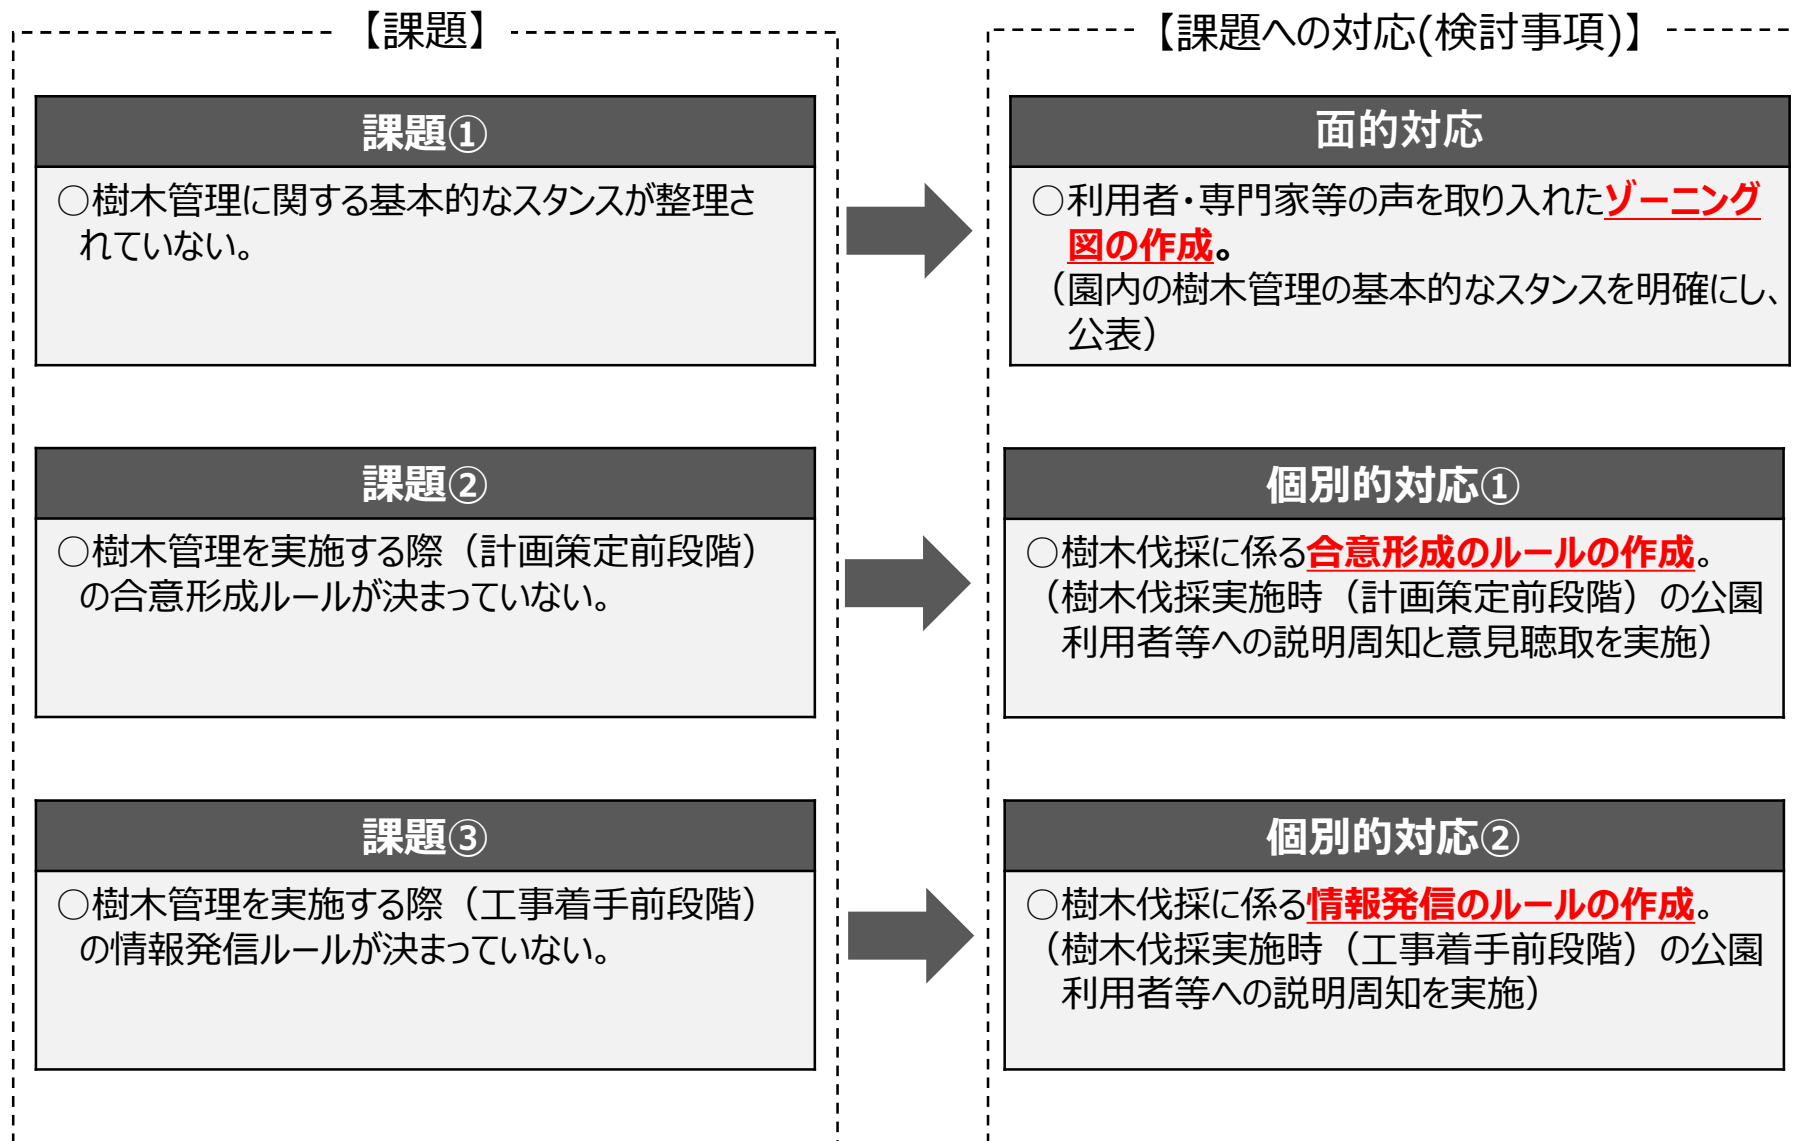 【課題】
課題①
○樹木管理に関する基本的なスタンスが整理さ
れていない。
課題②
○樹木管理を実施する際（計画策定前段階）
の合意形成ルールが決まっていない。
課題③
○樹木管理を実施する際（工事着手前段階）
の情報発信ルールが決まっていない。
【課題への対応(検討事項)】
面的対応
○利用者・専門家等の声を取り入れたゾーニング
図の作成。
（園内の樹木管理の基本的なスタンスを明確にし、
公表）
個別的対応①
○樹木伐採に係る合意形成のルールの作成。
（樹木伐採実施時（計画策定前段階）の公園
利用者等への説明周知と意見聴取を実施）
個別的対応②
○樹木伐採に係る情報発信のルールの作成。
（樹木伐採実施時（工事着手前段階）の公園
利用者等への説明周知を実施）